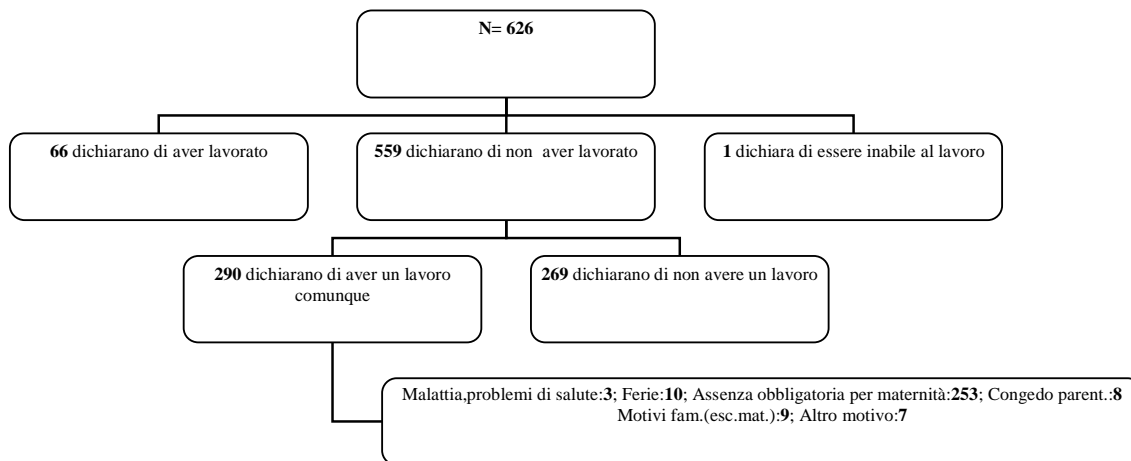 N= 626
66 dichiarano di aver lavorato
559 dichiarano di non aver lavorato
1 dichiara di essere inabile al lavoro
290 dichiarano di aver un lavoro
comunque
269 dichiarano di non avere un lavoro
Malattia,problemi di salute:3; Ferie:10; Assenza obbligatoria per maternità:253; Congedo parent.:8
Motivi fam.(esc.mat.):9; Altro motivo:7